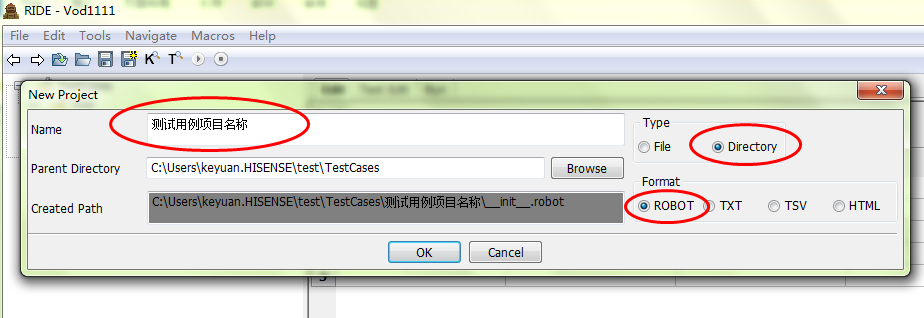 RIDE - Vod1111
File Edit Tools Navigate Macros Help
New Project
Name 测试用例项目名称
Type
File Directory
Parent Directory C:\Users\keyuan.HISENSE\test\TestCases Browse
Format
Created Path C:\Users\keyuan.HISENSE\test\TestCases\测试用例项目名称\__init__.robot
ROBOT TXT TSV HTML
OK Cancel